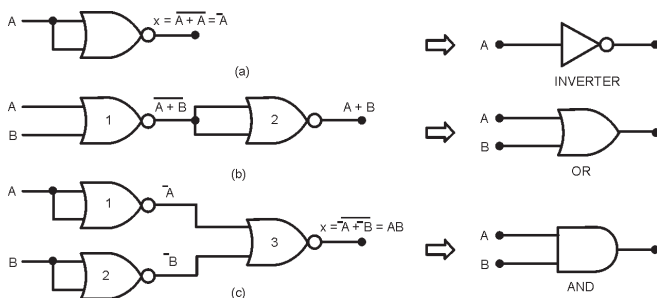 A x = A̅ ̅+̅ ̅A̅ = ¯A A
(a) INVERTER
A A̅ ̅+̅ ̅B̅ A + B A
B 1 2 B
(b) OR
A 1 ¯A
x = ¯A̅ ̅+̅ ¯B̅ = AB A
3 B
B 2 ¯B
(c) AND